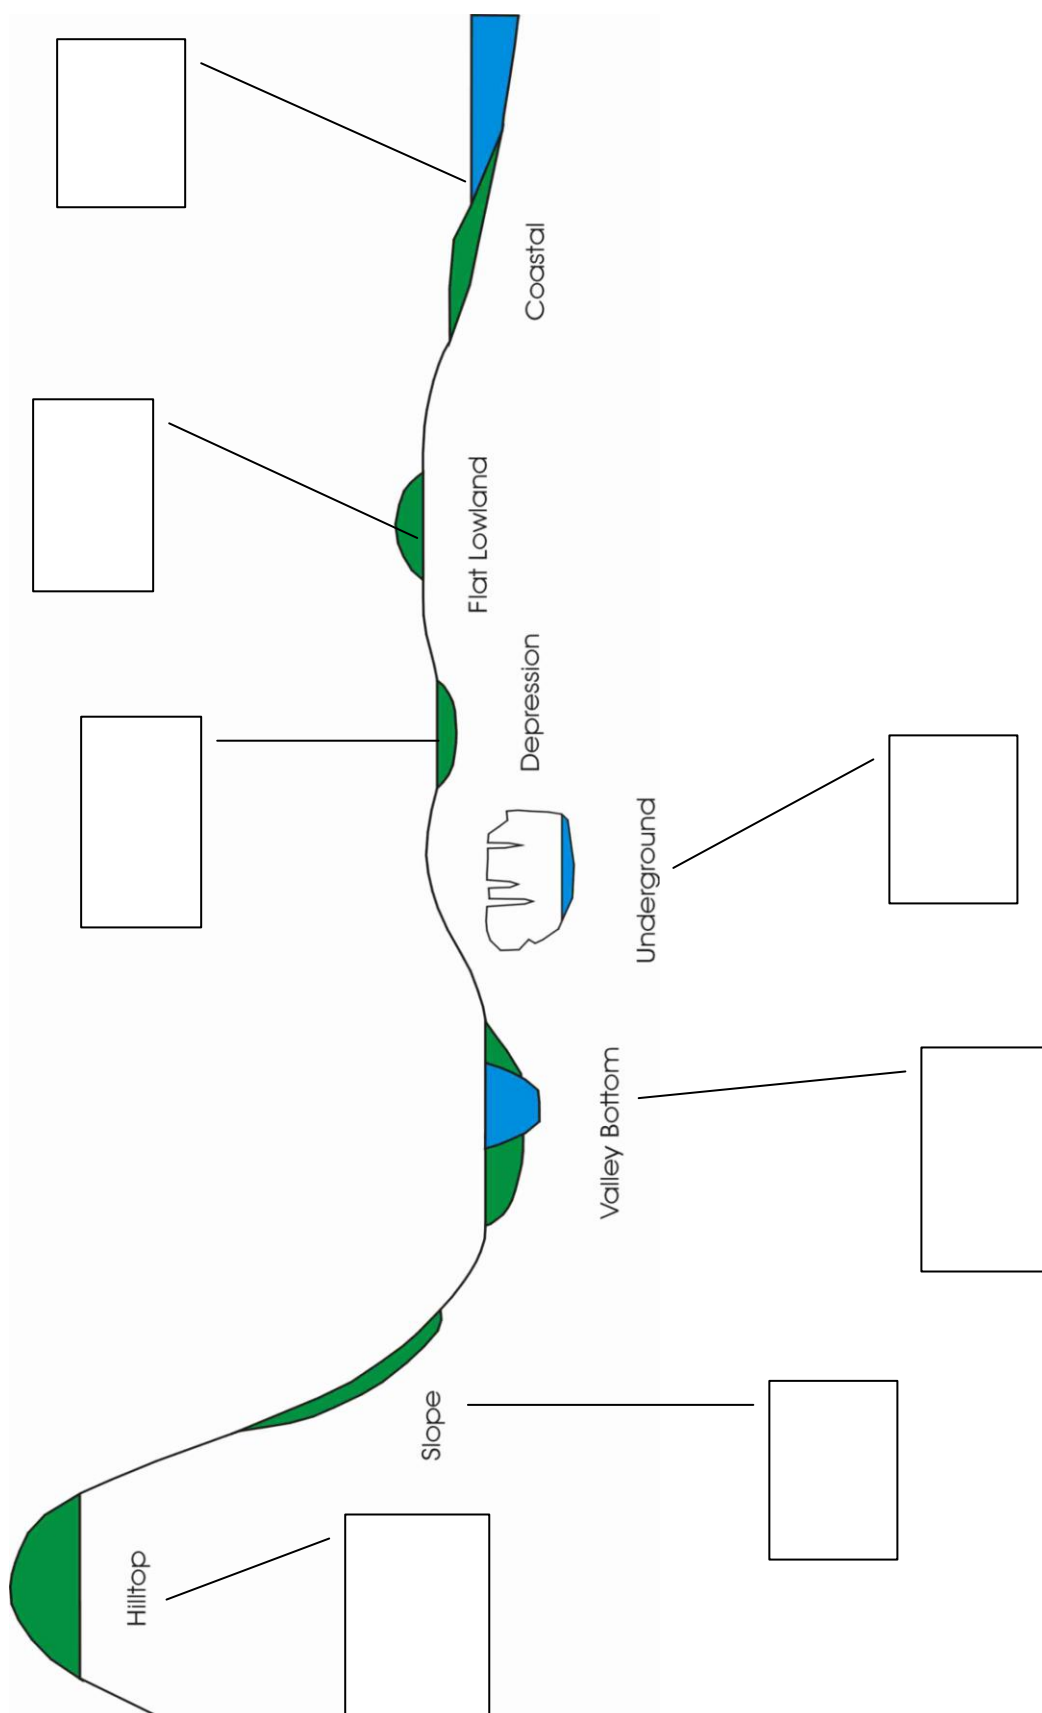 Hilltop
Slope
Valley Bottom
Underground
Depression
Flat Lowland
Coastal